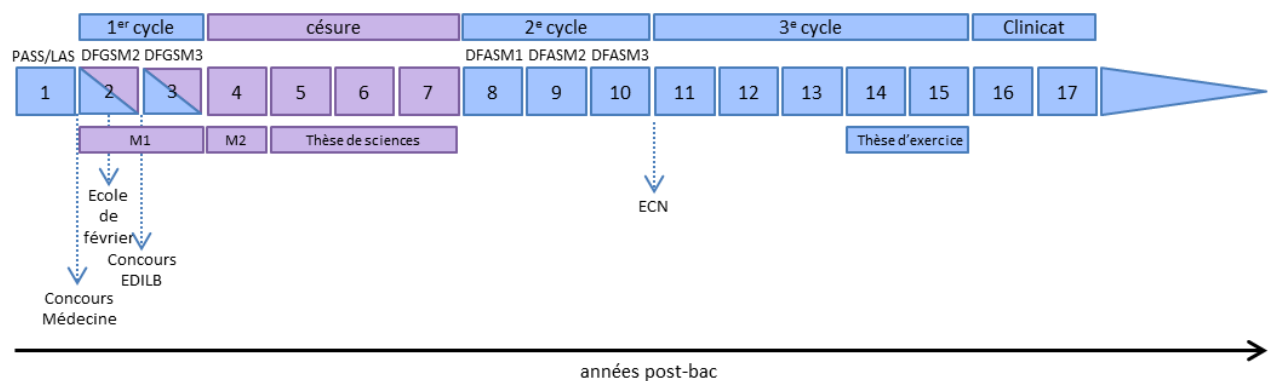 1er cycle
césure
2e cycle
3e cycle
Clinicat
PASS/LAS
DFGSM2
DFGSM3
DFASM1
DFASM2
DFASM3
1
2
3
4
5
6
7
8
9
10
11
12
13
14
15
16
17
M1
M2
Thèse de sciences
Thèse d'exercice
Ecole
de
février
ECN
Concours
EDILB
Concours
Médecine
années post-bac